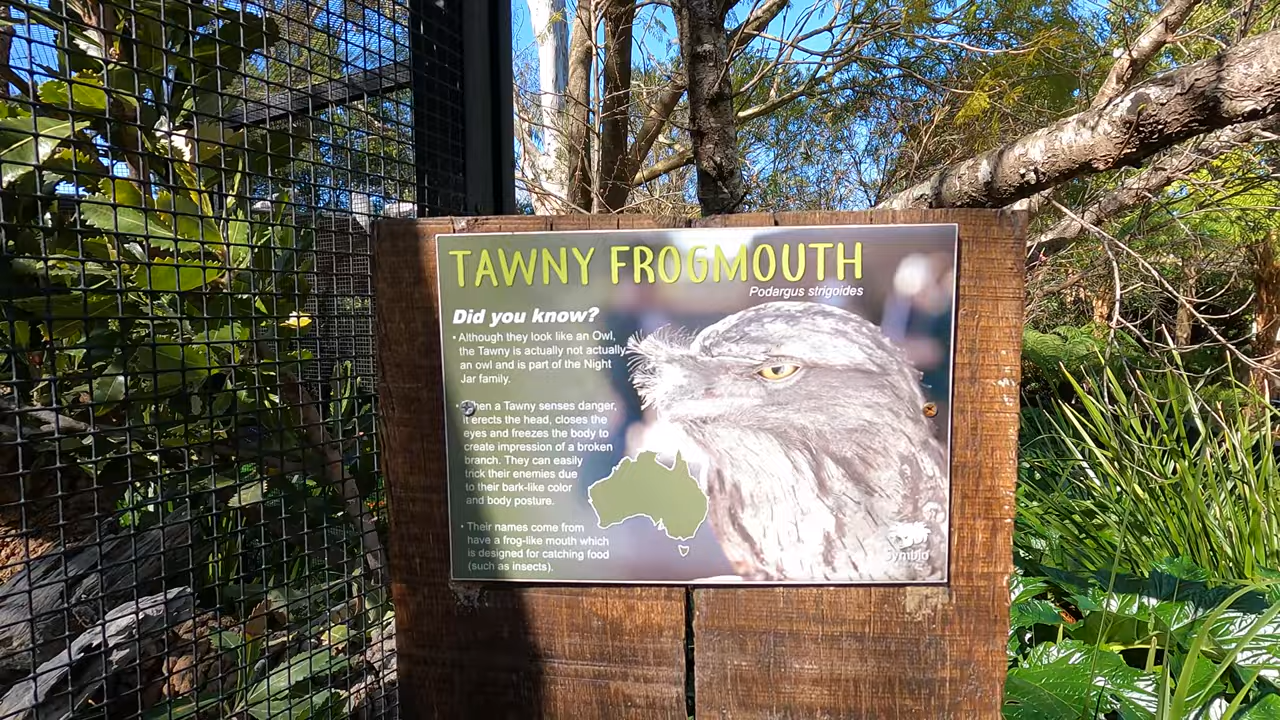 TAWNY FROGMOUTH
Podargus strigoides
Did you know?
• Although they look like an Owl,
the Tawny is actually not actually
an owl and is part of the Night
Jar family.
• When a Tawny senses danger,
it erects the head, closes the
eyes and freezes the body to
create impression of a broken
branch. They can easily
trick their enemies due
to their bark-like color
and body posture.
• Their names come from
have a frog-like mouth which
is designed for catching food
(such as insects).
Symbio